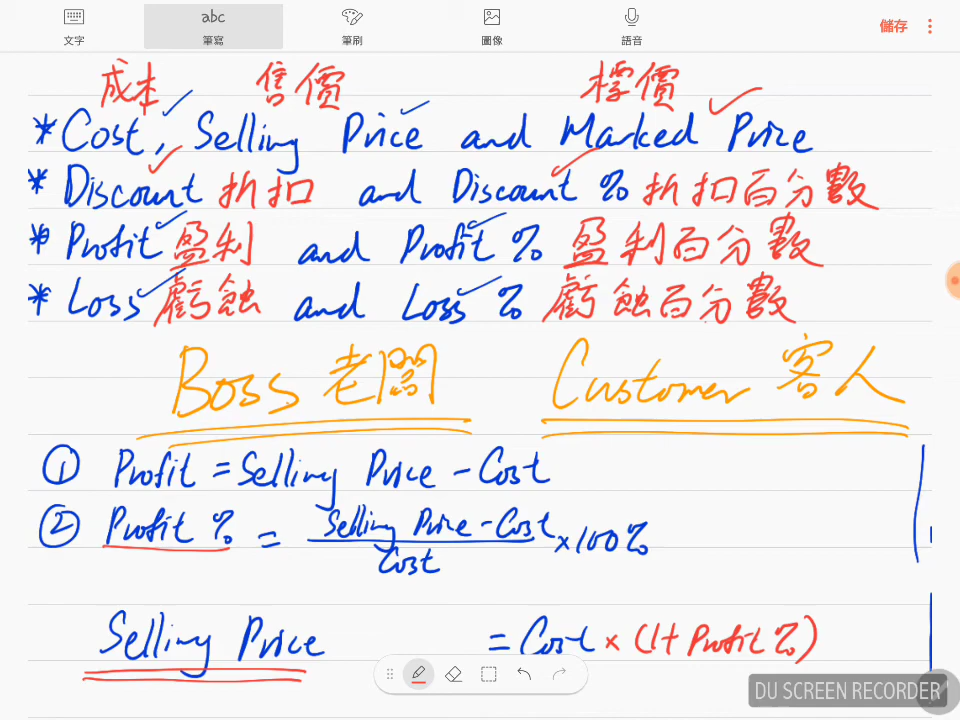 文字 abc 筆寫 筆刷 圖像 語音 儲存
成本 售價 標價
*Cost, Selling Price and Marked Price
* Discount 折扣 and Discount % 折扣百分數
* Profit 盈利 and Profit % 盈利百分數
* Loss 虧蝕 and Loss % 虧蝕百分數
Boss 老闆 Customer 客人
① Profit = Selling Price - Cost
② Profit % = Selling Price - Cost / Cost × 100%
Selling Price = Cost × (1 + Profit %)
DU SCREEN RECORDER